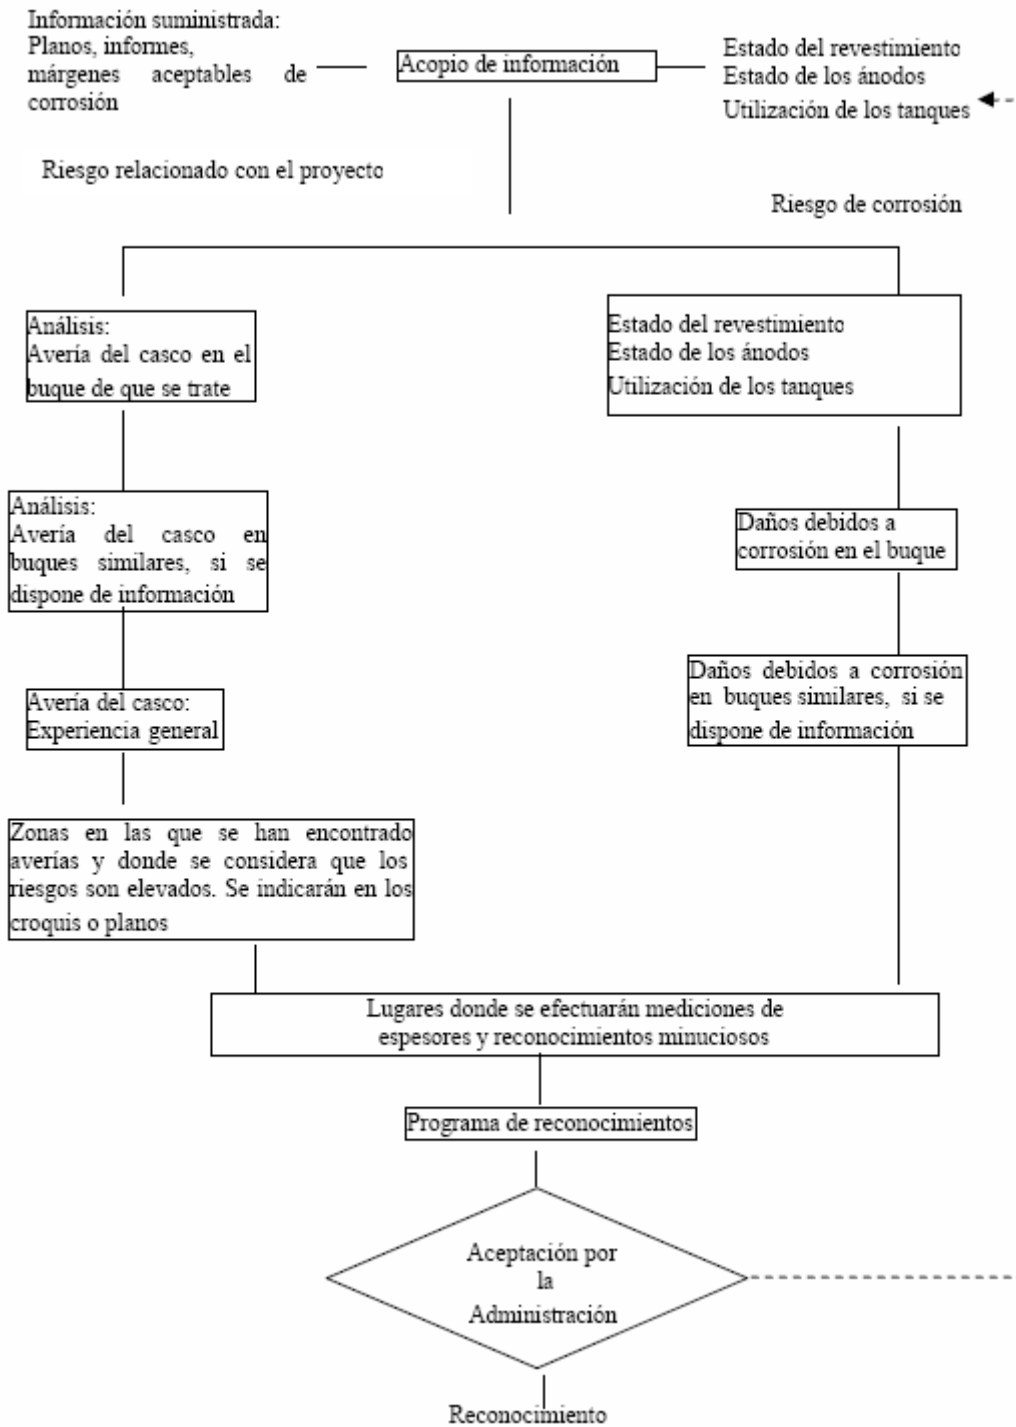 Información suministrada:
Planos, informes,
márgenes aceptables de
corrosión
Acopio de información
Estado del revestimiento
Estado de los ánodos
Utilización de los tanques
Riesgo relacionado con el proyecto
Riesgo de corrosión
Análisis:
Avería del casco en el
buque de que se trate
Estado del revestimiento
Estado de los ánodos
Utilización de los tanques
Análisis:
Avería del casco en
buques similares, si se
dispone de información
Daños debidos a
corrosión en el buque
Avería del casco:
Experiencia general
Daños debidos a corrosión
en buques similares, si se
dispone de información
Zonas en las que se han encontrado
averías y donde se considera que los
riesgos son elevados. Se indicarán en los
croquis o planos
Lugares donde se efectuarán mediciones de
espesores y reconocimientos minuciosos
Programa de reconocimientos
Aceptación por
la
Administración
Reconocimiento